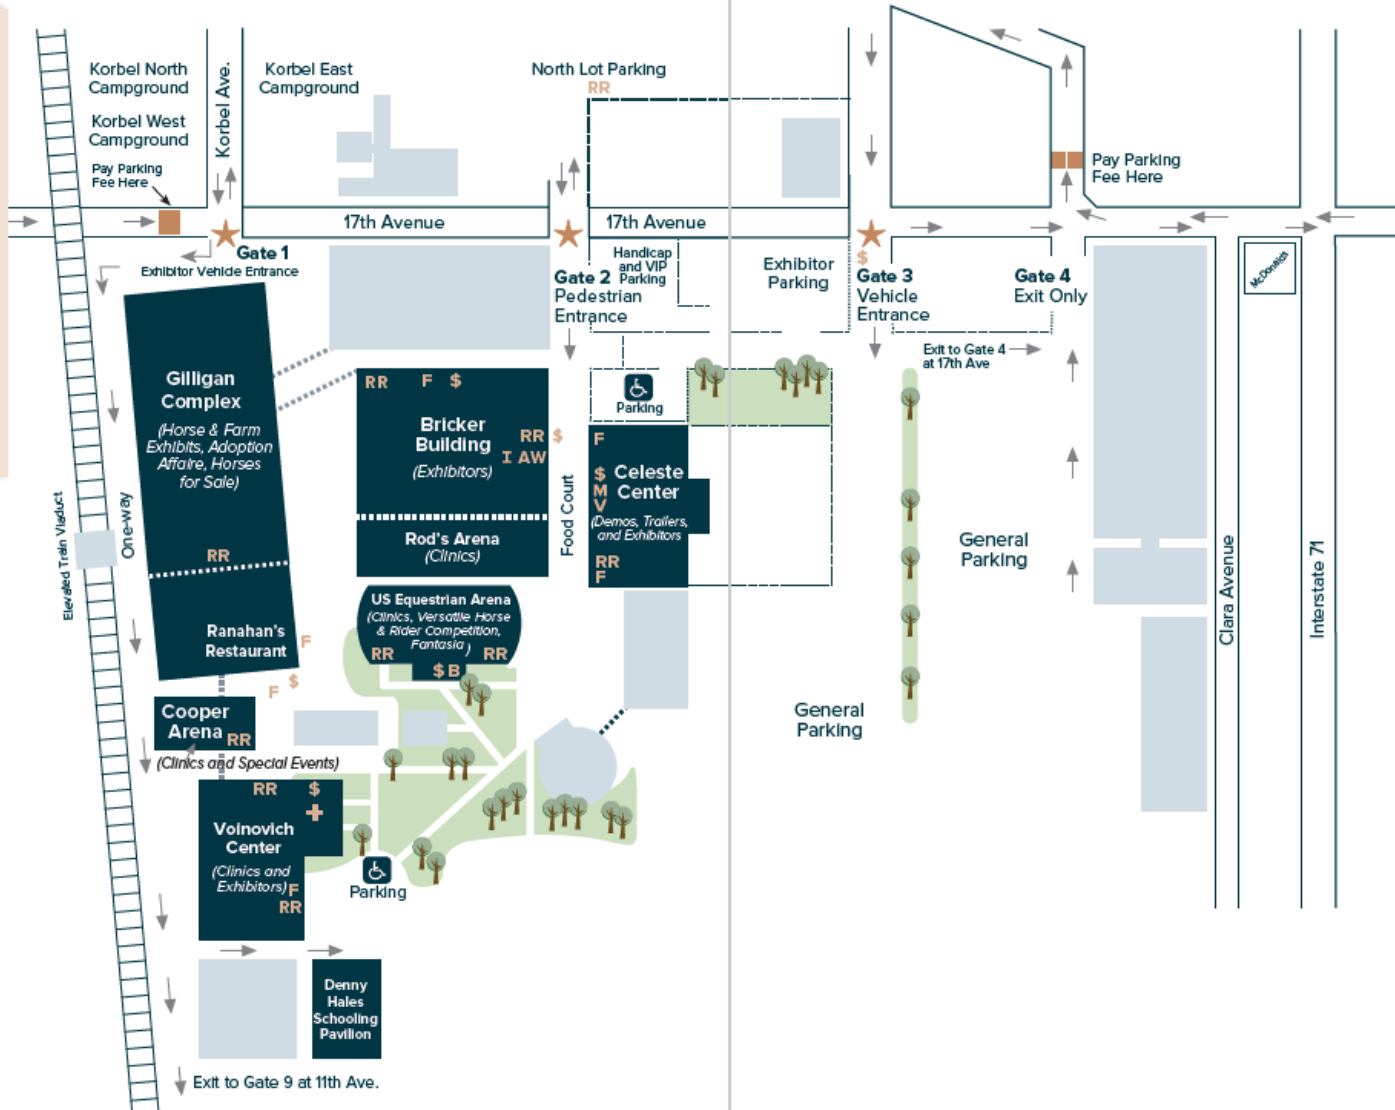 Korbel North
Campground
Korbel West
Campground
Pay Parking
Fee Here
Korbel Ave.
Korbel East
Campground
North Lot Parking
RR
Pay Parking
Fee Here
17th Avenue
17th Avenue
Gate 1
Exhibitor Vehicle Entrance
Gate 2
Pedestrian
Entrance
Handicap
and VIP
Parking
Exhibitor
Parking
$
Gate 3
Vehicle
Entrance
Gate 4
Exit Only
McDonalds
Exit to Gate 4
at 17th Ave
Gilligan
Complex
(Horse & Farm
Exhibits, Adoption
Affaire, Horses
for Sale)
RR
Ranahan's
Restaurant
F
F $
RR F $
Bricker
Building
(Exhibitors)
RR $
I AW
Rod's Arena
(Clinics)
Food Court
Parking
F
$
M
V
Celeste
Center
(Demos, Trailers,
and Exhibitors
RR
F
US Equestrian Arena
(Clinics, Versatile Horse
& Rider Competition,
Fantasia )
RR RR
$ B
General
Parking
General
Parking
Clara Avenue
Interstate 71
Elevated Train Viaduct
One-way
Cooper
Arena
RR
(Clinics and Special Events)
RR $
Voinovich
Center
(Clinics and
Exhibitors)
F
RR
Parking
Denny
Hales
Schooling
Pavilion
Exit to Gate 9 at 11th Ave.